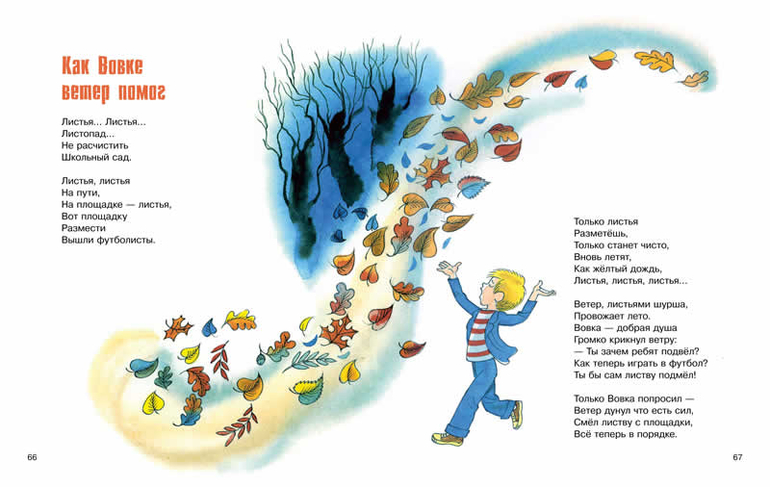 Как Вовке
ветер помог
Листья... Листья...
Листопад...
Не расчистить
Школьный сад.
Листья, листья
На пути,
На площадке — листья,
Вот площадку
Размести
Вышли футболисты.
66
Только листья
Разметёшь,
Только станет чисто,
Вновь летят,
Как жёлтый дождь,
Листья, листья, листья...
Ветер, листьями шурша,
Провожает лето.
Вовка — добрая душа
Громко крикнул ветру:
— Ты зачем ребят подвёл?
Как теперь играть в футбол?
Ты бы сам листву подмёл!
Только Вовка попросил —
Ветер дунул что есть сил,
Смёл листву с площадки,
Всё теперь в порядке.
67